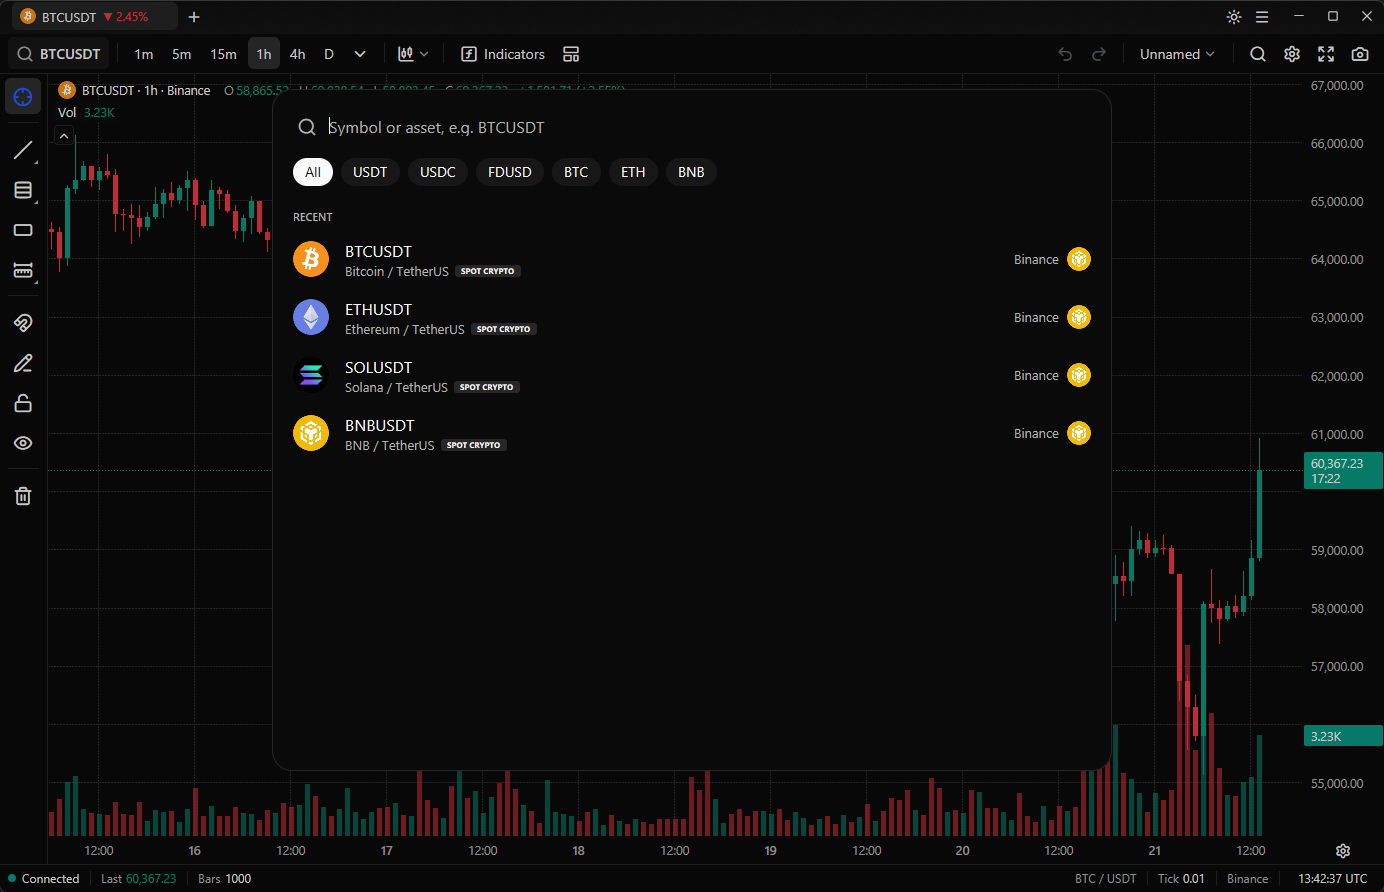 BTCUSDT ▼ 2.45%
BTCUSDT 1m 5m 15m 1h 4h D Indicators Unnamed
BTCUSDT · 1h · Binance O 58,865.52
Vol 3.23K
Symbol or asset, e.g. BTCUSDT
All USDT USDC FDUSD BTC ETH BNB
RECENT
BTCUSDT
Bitcoin / TetherUS SPOT CRYPTO
Binance
ETHUSDT
Ethereum / TetherUS SPOT CRYPTO
Binance
SOLUSDT
Solana / TetherUS SPOT CRYPTO
Binance
BNBUSDT
BNB / TetherUS SPOT CRYPTO
Binance
67,000.00
66,000.00
65,000.00
64,000.00
63,000.00
62,000.00
61,000.00
60,367.23
17:22
59,000.00
58,000.00
57,000.00
3.23K
55,000.00
12:00 16 12:00 17 12:00 18 12:00 19 12:00 20 12:00 21 12:00
Connected Last 60,367.23 Bars 1000 BTC / USDT Tick 0.01 Binance 13:42:37 UTC